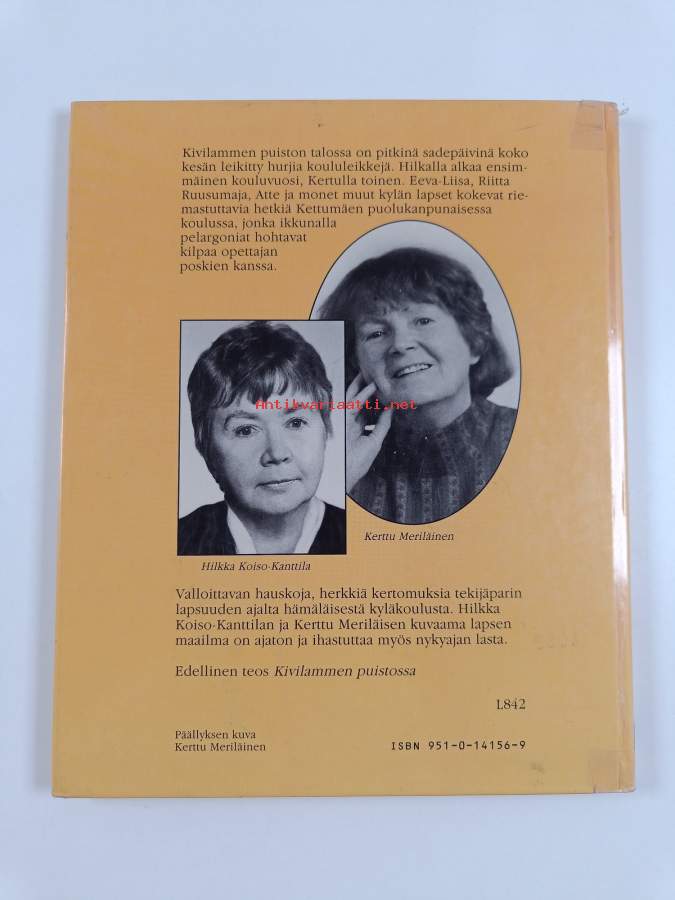 Kivilammen puiston talossa on pitkinä sadepäivinä koko
kesän leikitty hurjia koululeikkejä. Hilkalla alkaa ensim-
mäinen kouluvuosi, Kertulla toinen. Eeva-Liisa, Riitta
Ruusumaja, Atte ja monet muut kylän lapset kokevat rie-
mastuttavia hetkiä Kettumäen puolukanpunaisessa
koulussa, jonka ikkunalla
pelargoniat hohtavat
kilpaa opettajan
poskien kanssa.
Antikvariaatti.net
Kerttu Meriläinen
Hilkka Koiso-Kanttila
Valloittavan hauskoja, herkkiä kertomuksia tekijäparin
lapsuuden ajalta hämäläisestä kyläkoulusta. Hilkka
Koiso-Kanttilan ja Kerttu Meriläisen kuvaama lapsen
maailma on ajaton ja ihastuttaa myös nykyajan lasta.
Edellinen teos Kivilammen puistossa
L842
Päällyksen kuva
Kerttu Meriläinen
ISBN 951-0-14156-9